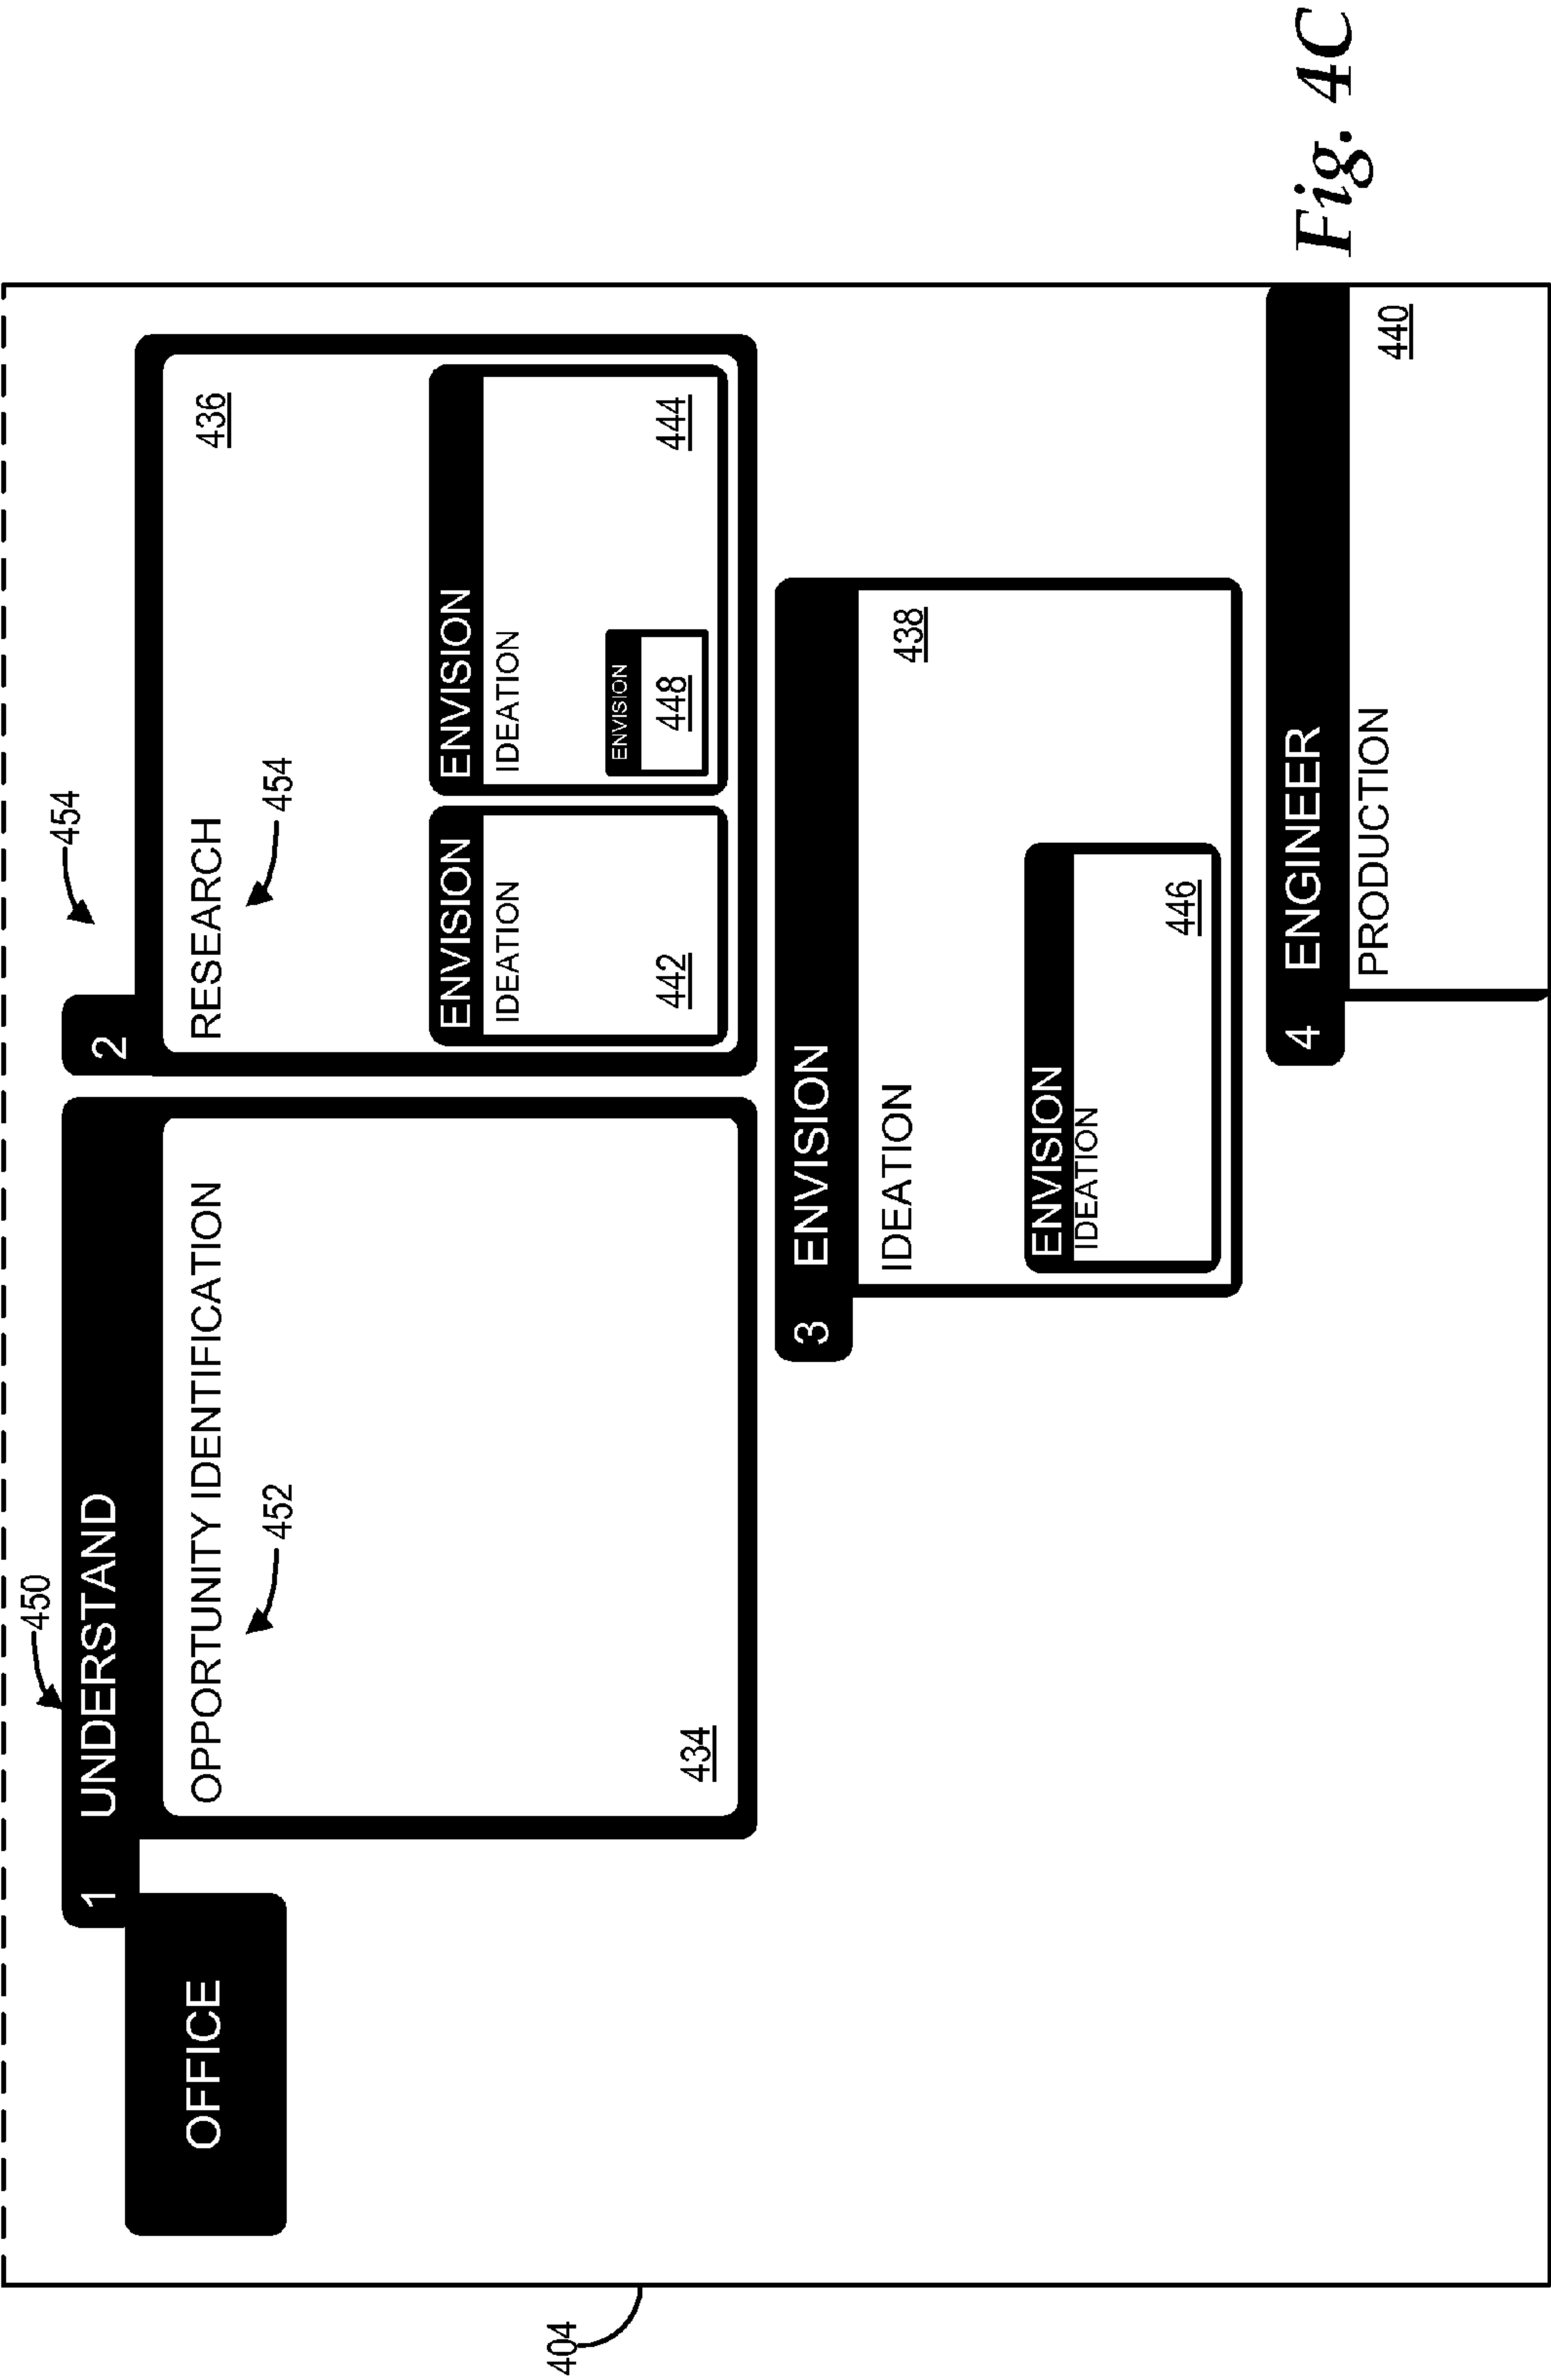 450
454
1 UNDERSTAND
2
OFFICE
OPPORTUNITY IDENTIFICATION
RESEARCH
436
452
454
ENVISION
ENVISION
IDEATION
IDEATION
ENVISION
434
442
448
444
404
3 ENVISION
IDEATION
438
ENVISION
IDEATION
446
4 ENGINEER
PRODUCTION
440
Fig. 4C